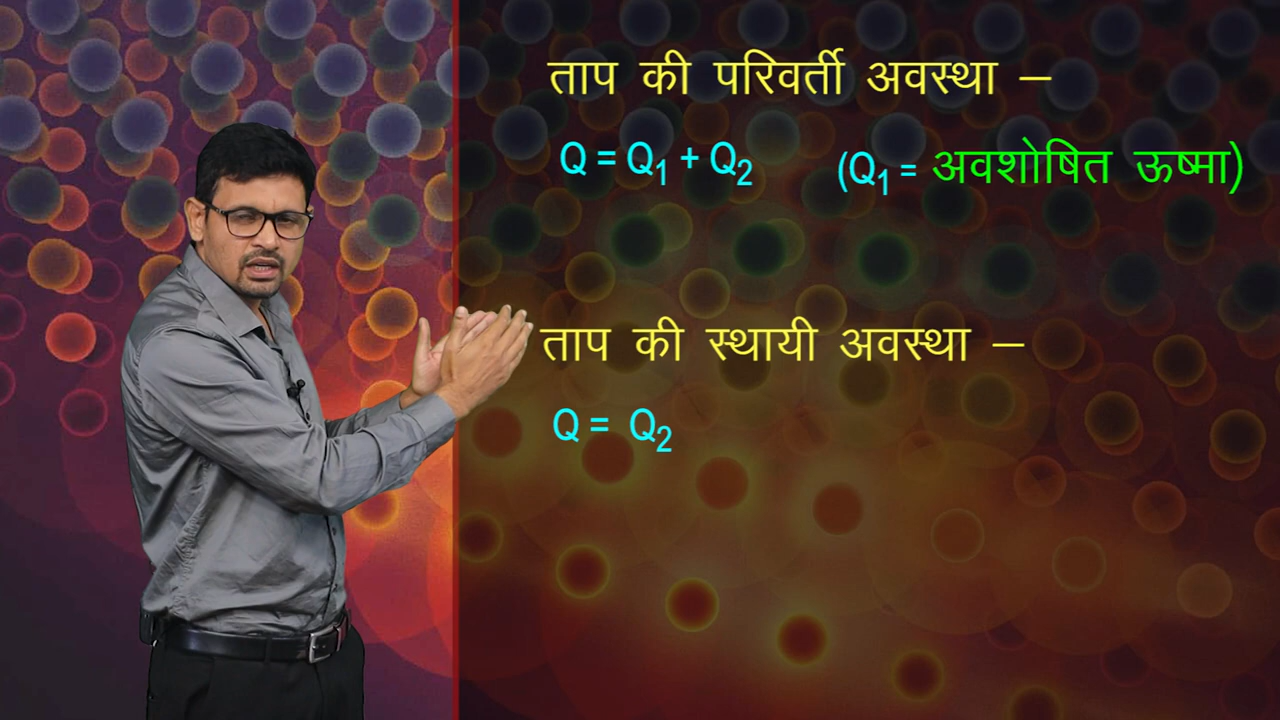 ताप की परिवर्ती अवस्था –
Q = Q₁ + Q₂ (Q₁ = अवशोषित ऊष्मा)
ताप की स्थायी अवस्था –
Q = Q₂